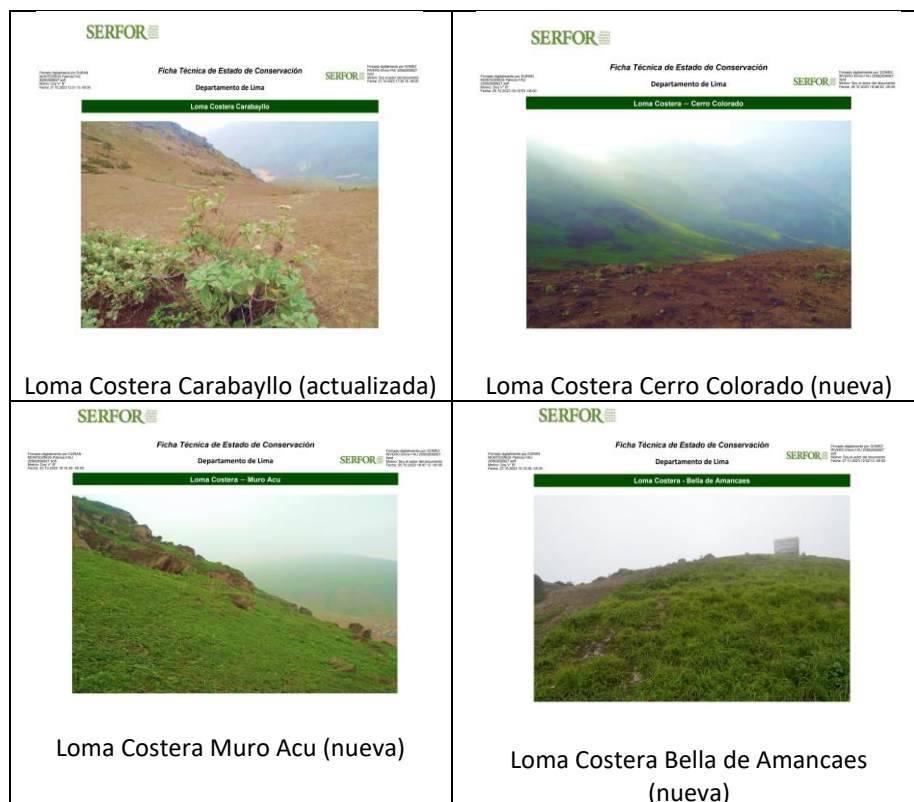 SERFOR
Ficha Técnica de Estado de Conservación
SERFOR
Departamento de Lima
Loma Costera Carabayllo
Loma Costera Carabayllo (actualizada)
SERFOR
Ficha Técnica de Estado de Conservación
SERFOR
Departamento de Lima
Loma Costera – Cerro Colorado
Loma Costera Cerro Colorado (nueva)
SERFOR
Ficha Técnica de Estado de Conservación
Departamento de Lima
SERFOR
Loma Costera – Muro Acu
Loma Costera Muro Acu (nueva)
SERFOR
Ficha Técnica de Estado de Conservación
Departamento de Lima
SERFOR
Loma Costera - Bella de Amancaes
Loma Costera Bella de Amancaes
(nueva)